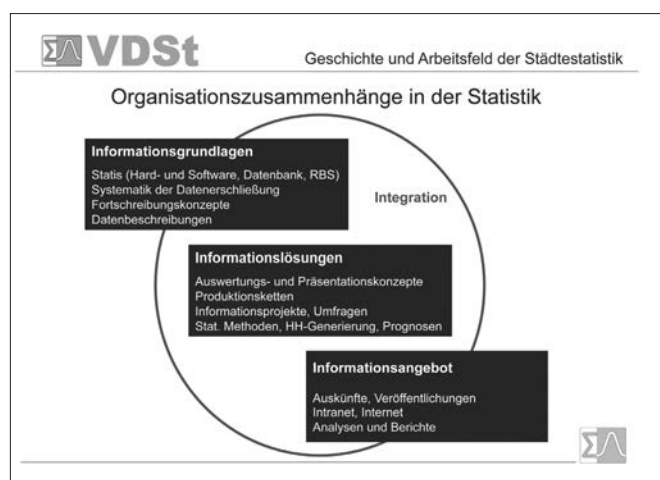 VDSt
Geschichte und Arbeitsfeld der Städtestatistik
Organisationszusammenhänge in der Statistik
Informationsgrundlagen
Statis (Hard- und Software, Datenbank, RBS)
Systematik der Datenerschließung
Fortschreibungskonzepte
Datenbeschreibungen
Integration
Informationslösungen
Auswertungs- und Präsentationskonzepte
Produktionsketten
Informationsprojekte, Umfragen
Stat. Methoden, HH-Generierung, Prognosen
Informationsangebot
Auskünfte, Veröffentlichungen
Intranet, Internet
Analysen und Berichte